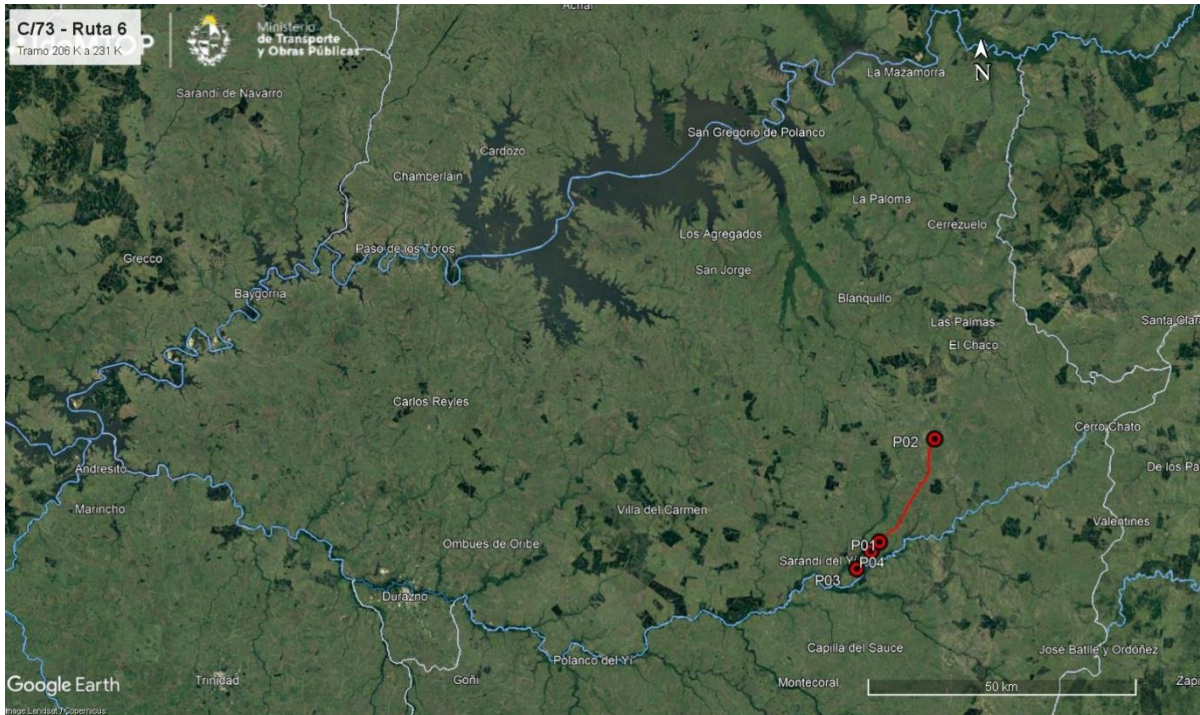 C/73 - Ruta 6
Tramo 206 K a 231 K
TOP
Ministerio
de Transporte
y Obras Públicas
Achar
N
La Mazamorra
Sarandí de Navarro
San Gregorio de Polanco
Cardozo
Chamberlain
La Paloma
Cerrezuelo
Los Agregados
Paso de los Toros
Grecco
San Jorge
Baygorria
Blanquillo
Las Palmas
Santa Clar
El Chaco
Carlos Reyles
Cerro Chato
P02
Andresito
De los Pa
Marincho
Villa del Carmen
Valentines
Ombues de Oribe
P01
Sarandí del Y
P04
P03
Durazno
Capilla del Sauce
José Batlle y Ordóñez
Polanco del Yí
Trinidad
Goñi
Montecoral
Zapi
50 km
Google Earth
Image Landsat / Copernicus